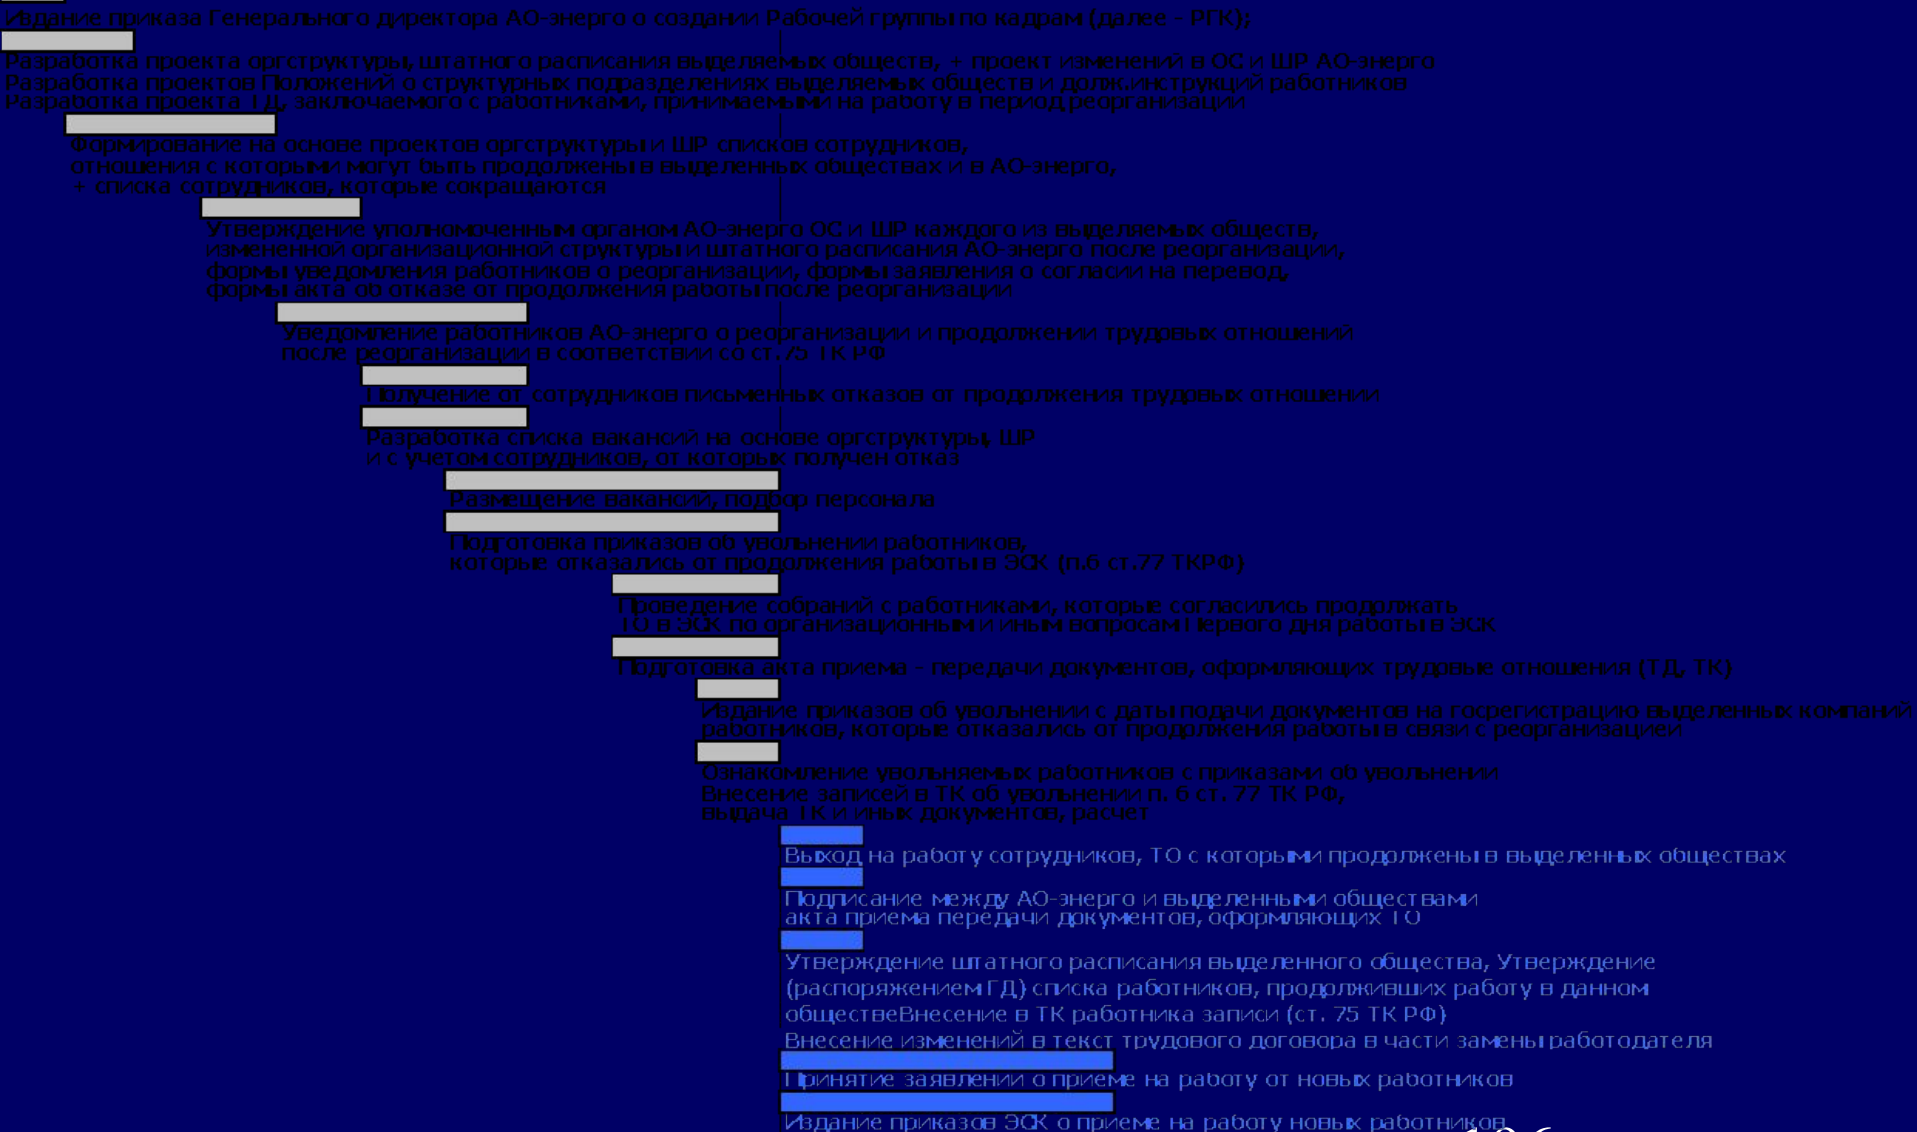 Издание приказа Генерального директора АО-энерго о создании Рабочей группы по кадрам (далее - РГК);
Разработка проекта оргструктуры, штатного расписания выделяемых обществ, + проект изменений в ОС и ШР АО-энерго
Разработка проектов Положений о структурных подразделениях выделяемых обществ и долж.инструкций работников
Разработка проекта ТД, заключаемого с работниками, принимаемыми на работу в период реорганизации
Формирование на основе проектов оргструктуры и ШР списков сотрудников,
отношения с которыми могут быть продолжены в выделенных обществах и в АО-энерго,
+ списка сотрудников, которые сокращаются
Утверждение уполномоченным органом АО-энерго ОС и ШР каждого из выделяемых обществ,
измененной организационной структуры и штатного расписания АО-энерго после реорганизации,
формы уведомления работников о реорганизации, формы заявления о согласии на перевод,
формы акта об отказе от продолжения работы после реорганизации
Уведомление работников АО-энерго о реорганизации и продолжении трудовых отношений
после реорганизации в соответствии со ст.75 ТК РФ
Получение от сотрудников письменных отказов от продолжения трудовых отношений
Разработка списка вакансий на основе оргструктуры, ШР
и с учетом сотрудников, от которых получен отказ
Размещение вакансий, подбор персонала
Подготовка приказов об увольнении работников,
которые отказались от продолжения работы в ЭСК (п.6 ст.77 ТКРФ)
Проведение собраний с работниками, которые согласились продолжать
ТО в ЭСК по организационным и иным вопросам Первого дня работы в ЭСК
Подготовка акта приема - передачи документов, оформляющих трудовые отношения (ТД, ТК)
Издание приказов об увольнении с даты подачи документов на госрегистрацию выделенных компаний
работников, которые отказались от продолжения работы в связи с реорганизацией
Ознакомление увольняемых работников с приказами об увольнении
Внесение записей в ТК об увольнении п. 6 ст. 77 ТК РФ,
выдача ТК и иных документов, расчет
Выход на работу сотрудников, ТО с которыми продолжены в выделенных обществах
Подписание между АО-энерго и выделенными обществами
акта приема передачи документов, оформляющих ТО
Утверждение штатного расписания выделенного общества, Утверждение
(распоряжением ГД) списка работников, продолживших работу в данном
обществеВнесение в ТК работника записи (ст. 75 ТК РФ)
Внесение изменений в текст трудового договора в части замены работодателя
Принятие заявлений о приеме на работу от новых работников
Издание приказов ЭСК о приеме на работу новых работников